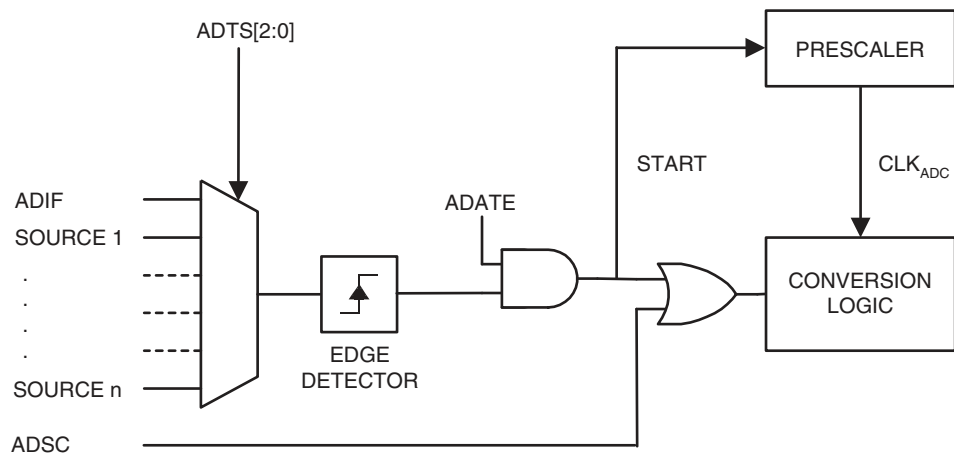 ADTS[2:0]
PRESCALER
START
CLKADC
ADIF
ADATE
SOURCE 1
.
.
.
.
CONVERSION
LOGIC
EDGE
DETECTOR
SOURCE n
ADSC